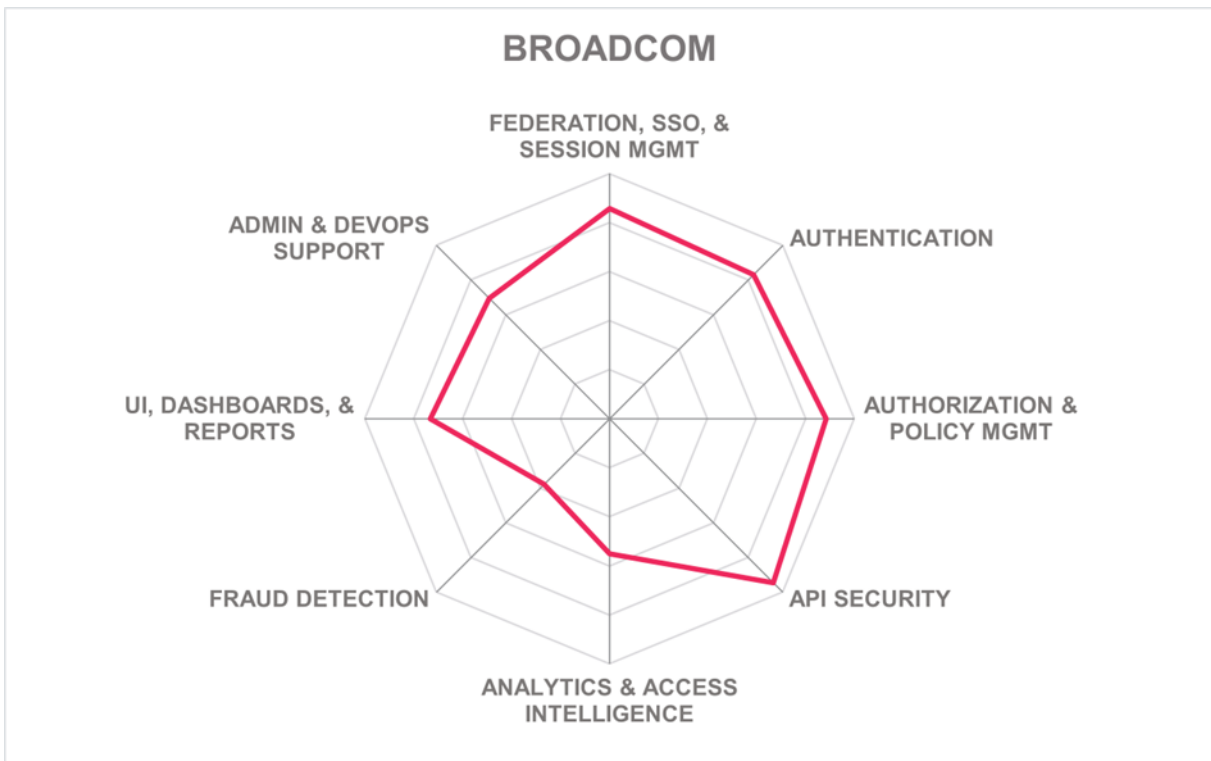 BROADCOM
FEDERATION, SSO, &
SESSION MGMT
ADMIN & DEVOPS
SUPPORT
AUTHENTICATION
UI, DASHBOARDS, &
REPORTS
AUTHORIZATION &
POLICY MGMT
FRAUD DETECTION
API SECURITY
ANALYTICS & ACCESS
INTELLIGENCE